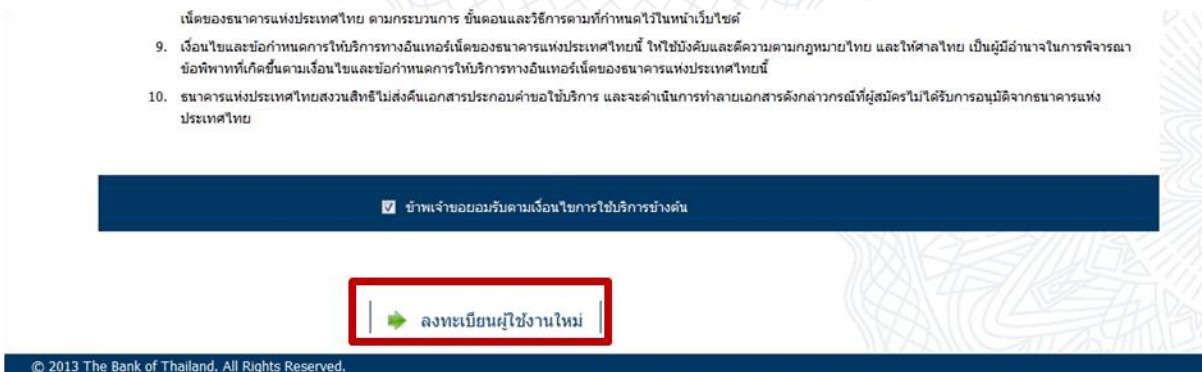 เน็ตของธนาคารแห่งประเทศไทย ตามกระบวนการ ขั้นตอนและวิธีการตามที่กำหนดไว้ในหน้าเว็บไซต์
9. เงื่อนไขและข้อกำหนดการให้บริการทางอินเทอร์เน็ตของธนาคารแห่งประเทศไทยนี้ ให้ใช้บังคับและตีความตามกฎหมายไทย และให้ศาลไทย เป็นผู้มีอำนาจในการพิจารณา
ข้อพิพาทที่เกิดขึ้นตามเงื่อนไขและข้อกำหนดการให้บริการทางอินเทอร์เน็ตของธนาคารแห่งประเทศไทยนี้
10. ธนาคารแห่งประเทศไทยสงวนสิทธิไม่ส่งคืนเอกสารประกอบคำขอใช้บริการ และจะดำเนินการทำลายเอกสารดังกล่าวกรณีที่ผู้สมัครไม่ได้รับการอนุมัติจากธนาคารแห่ง
ประเทศไทย
ข้าพเจ้าขอยอมรับตามเงื่อนไขการใช้บริการข้างต้น
ลงทะเบียนผู้ใช้งานใหม่
© 2013 The Bank of Thailand. All Rights Reserved.